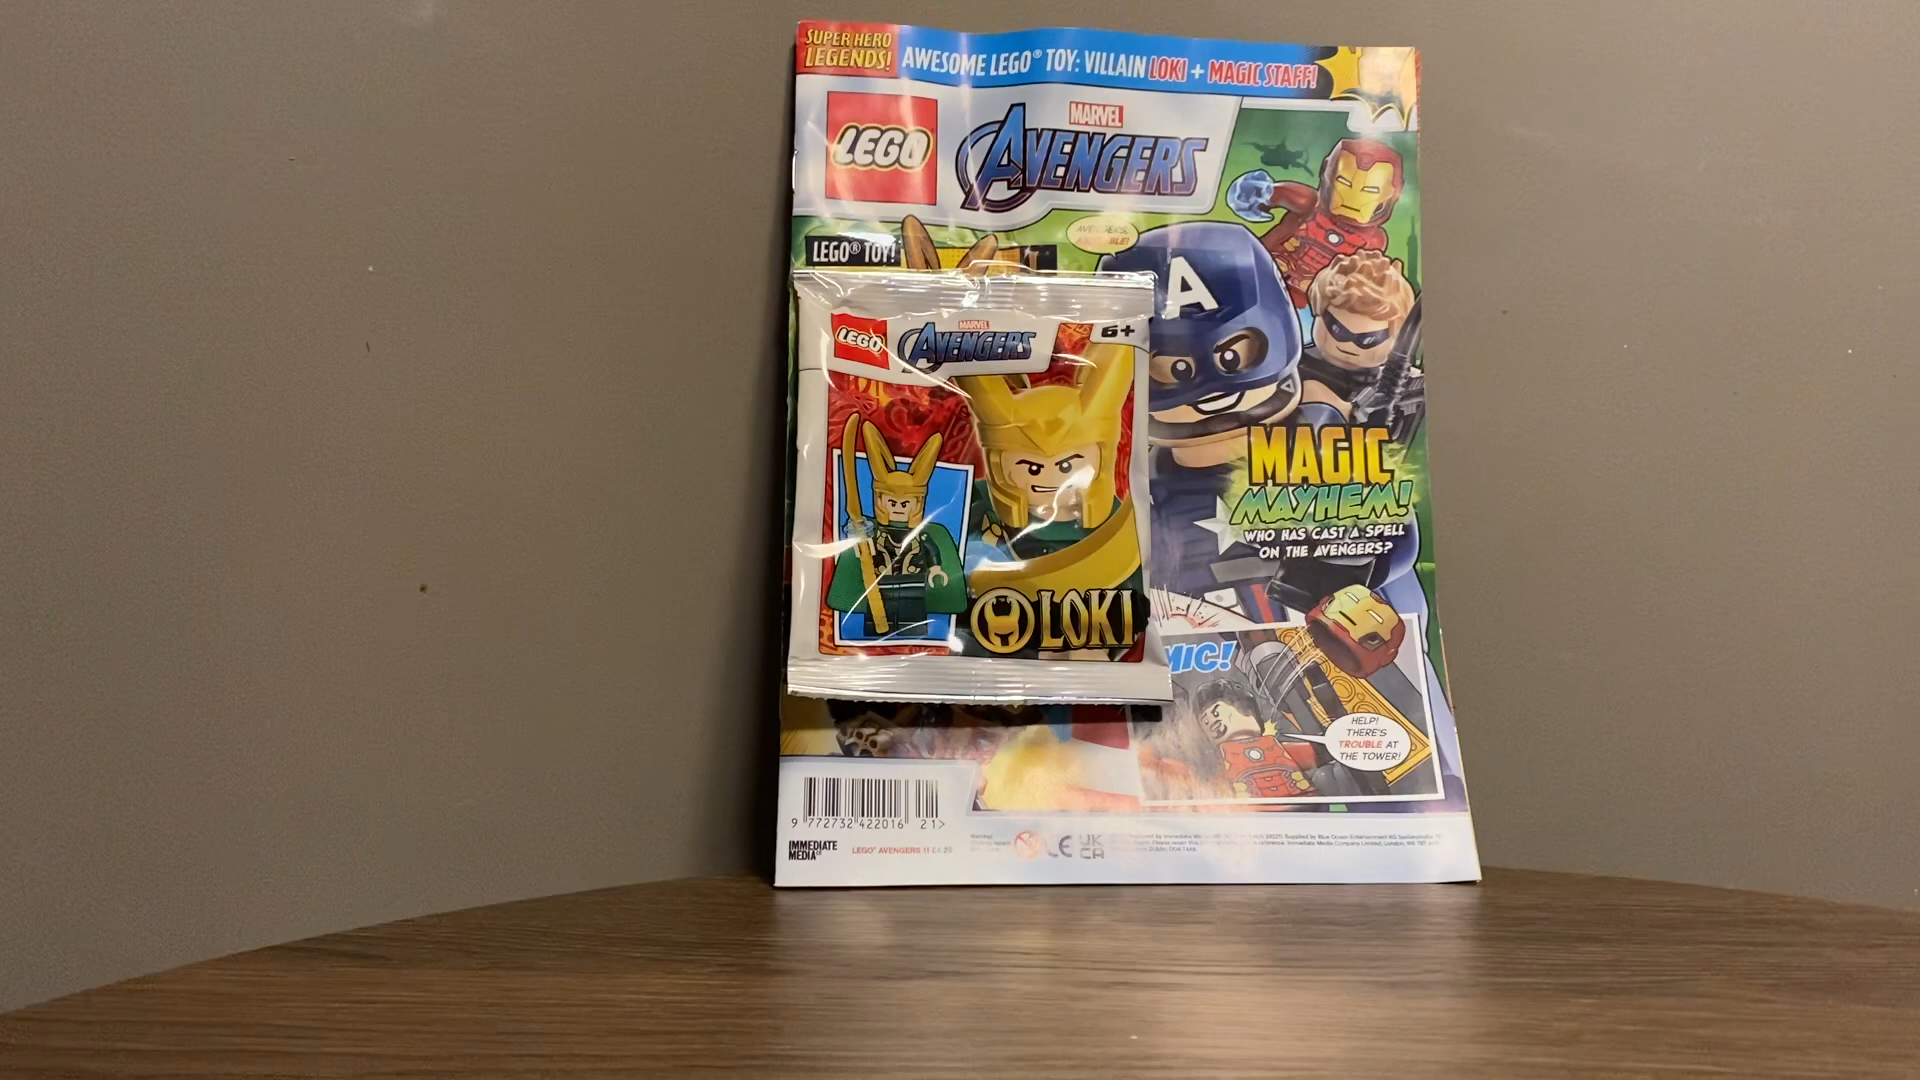 SUPER HERO
LEGENDS!
AWESOME LEGO® TOY: VILLAIN LOKI + MAGIC STAFF!
LEGO
MARVEL
AVENGERS
LEGO® TOY!
A
LEGO
MARVEL
AVENGERS
6+
LOKI
MAGIC
MAYHEM!
WHO HAS CAST A SPELL
ON THE AVENGERS?
MIC!
HELP!
THERE'S
TROUBLE AT
THE TOWER!
9 772732 422016 21>
IMMEDIATE
MEDIA
LEGO® AVENGERS 11
CE
UK
CA